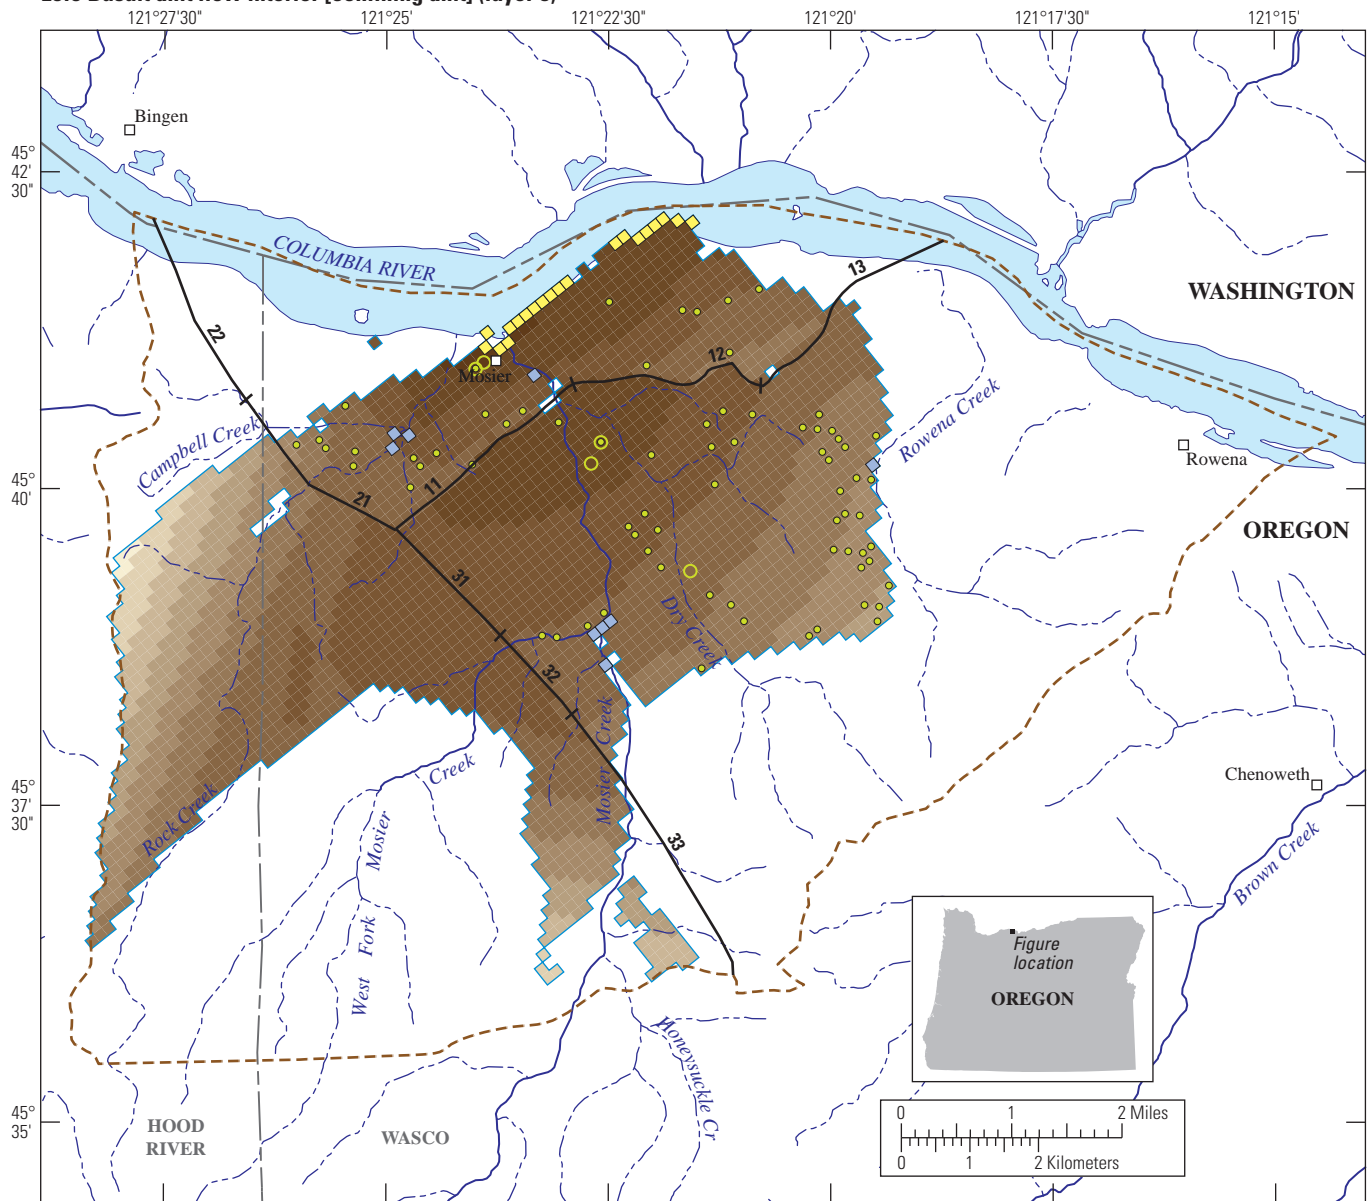 121°27'30"
121°25'
121°22'30"
121°20'
121°17'30"
121°15'
Bingen
45°
42'
30"
COLUMBIA RIVER
13
WASHINGTON
22
12
Mosier
Campbell Creek
Rowena Creek
Rowena
45°
40'
21
11
OREGON
31
Dry Creek
32
Mosier Creek
Creek
Chenoweth
45°
37'
30"
Rock Creek
Mosier
33
Brown Creek
West Fork
Figure
location
OREGON
Honeysuckle Cr
45°
35'
HOOD
RIVER
WASCO
0 1 2 Miles
0 1 2 Kilometers